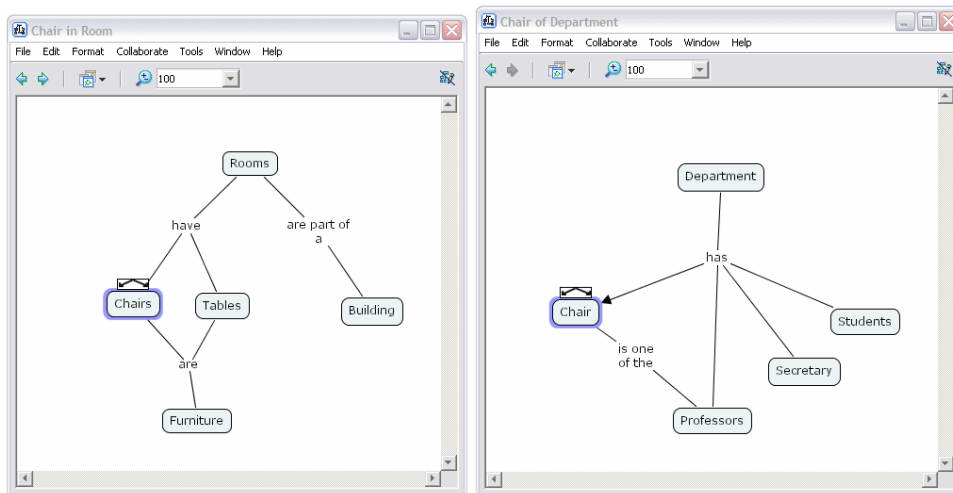 Chair in Room
File Edit Format Collaborate Tools Window Help
100
Rooms
have
are part of
a
Chairs
Tables
Building
are
Furniture
Chair of Department
File Edit Format Collaborate Tools Window Help
100
Department
has
Chair
Students
is one
of the
Secretary
Professors